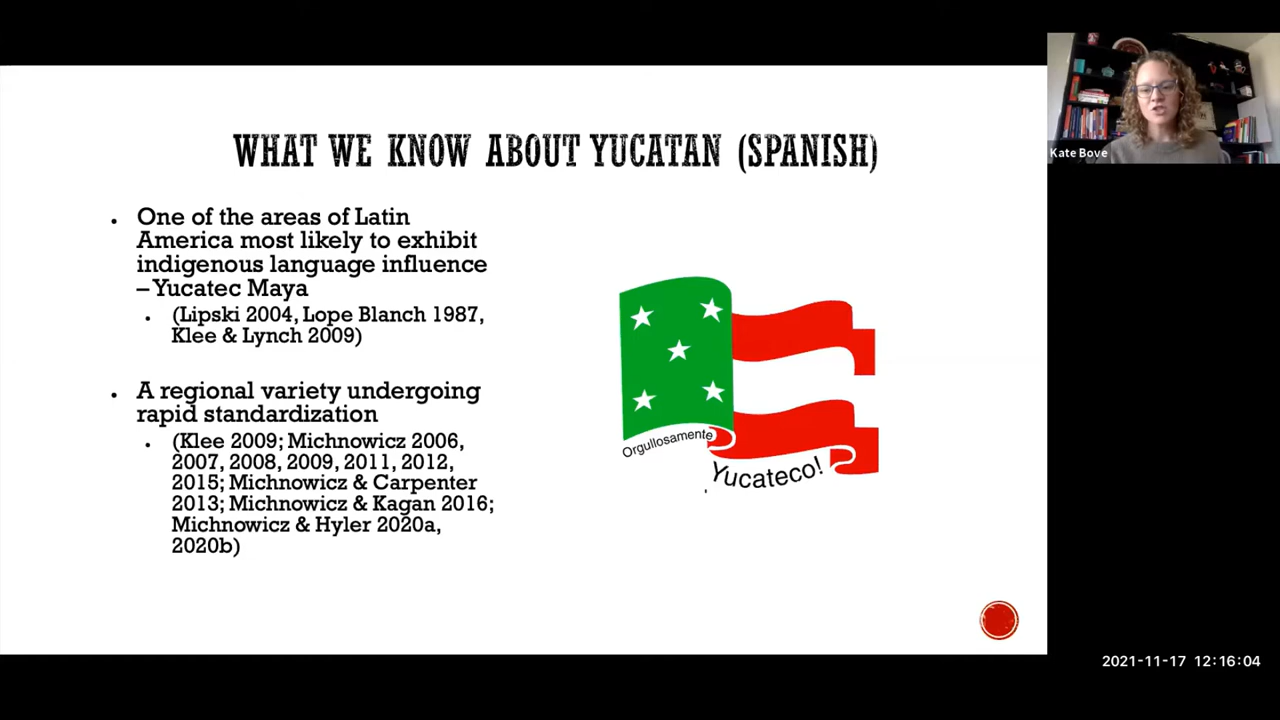 WHAT WE KNOW ABOUT YUCATAN (SPANISH)
One of the areas of Latin
America most likely to exhibit
indigenous language influence
– Yucatec Maya
(Lipski 2004, Lope Blanch 1987,
Klee & Lynch 2009)
A regional variety undergoing
rapid standardization
(Klee 2009; Michnowicz 2006,
2007, 2008, 2009, 2011, 2012,
2015; Michnowicz & Carpenter
2013; Michnowicz & Kagan 2016;
Michnowicz & Hyler 2020a,
2020b)
Orgullosamente
Yucateco!
Kate Bove
2021-11-17 12:16:04